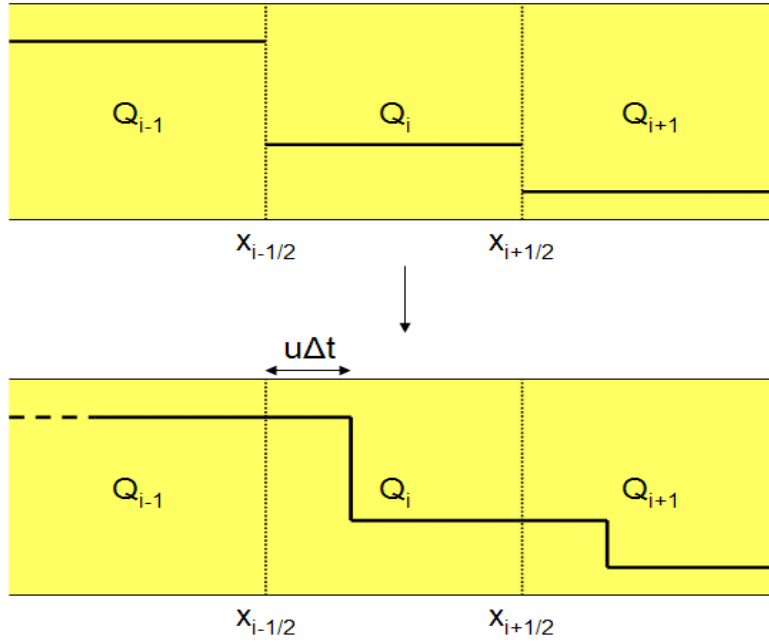 Q_{i-1} Q_i Q_{i+1}
x_{i-1/2} x_{i+1/2}
uΔt
Q_{i-1} Q_i Q_{i+1}
x_{i-1/2} x_{i+1/2}